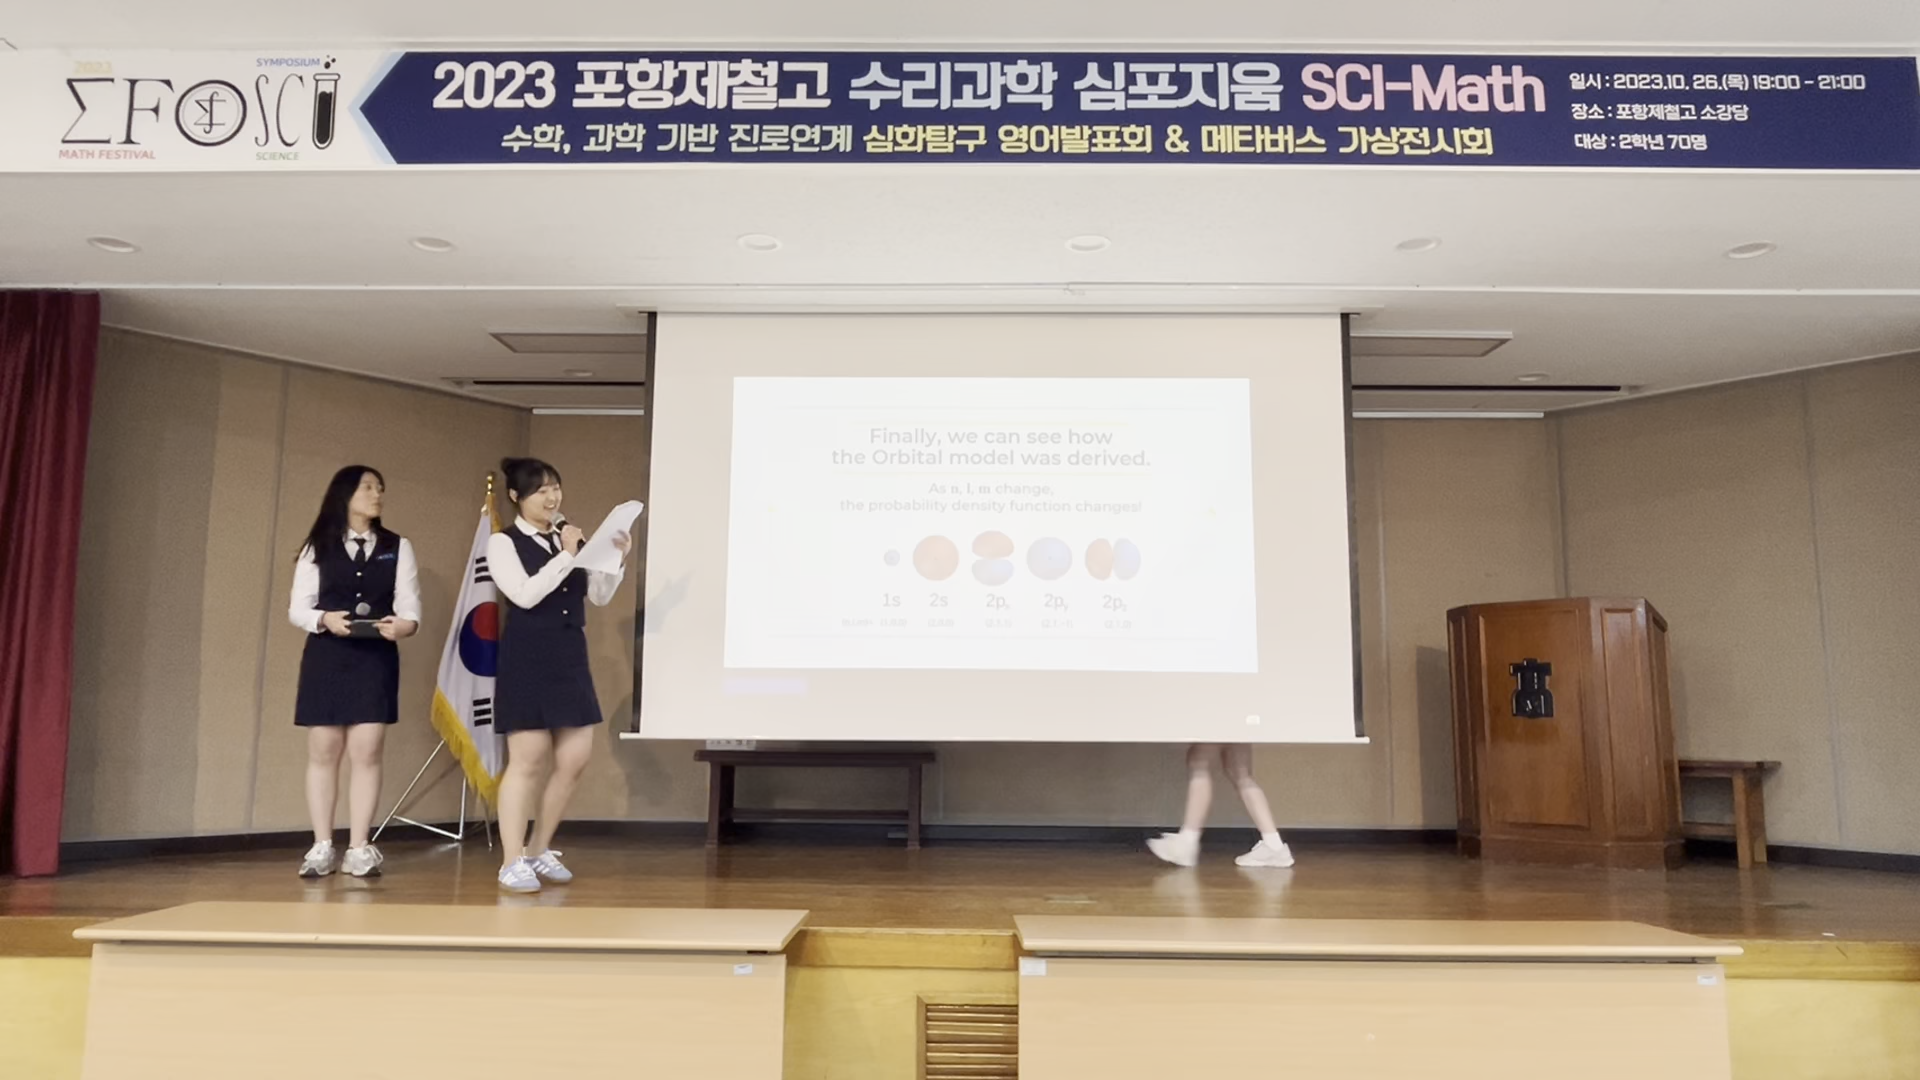 2023
SYMPOSIUM
ΣFOSCI
MATH FESTIVAL
SCIENCE
2023 포항제철고 수리과학 심포지움 SCI-Math
수학, 과학 기반 진로연계 심화탐구 영어발표회 & 메타버스 가상전시회
일시 : 2023.10. 26.(목) 19:00 - 21:00
장소 : 포항제철고 소강당
대상 : 2학년 70명
Finally, we can see how
the Orbital model was derived.
As n, l, m change,
the probability density function changes!
1s 2s 2pₓ 2pᵧ 2p_z